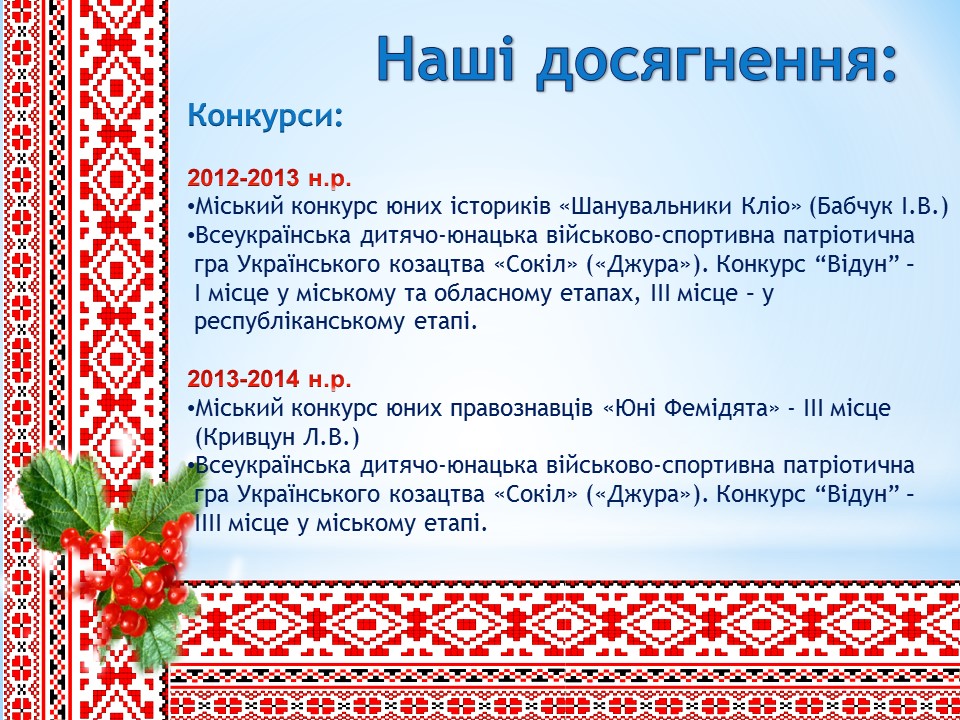 Наші досягнення:
Конкурси:
2012-2013 н.р.
•Міський конкурс юних істориків «Шанувальники Кліо» (Бабчук І.В.)
•Всеукраїнська дитячо-юнацька військово-спортивна патріотична
гра Українського козацтва «Сокіл» («Джура»). Конкурс “Відун” –
І місце у міському та обласному етапах, ІІІ місце – у
республіканському етапі.
2013-2014 н.р.
•Міський конкурс юних правознавців «Юні Фемідята» - ІІІ місце
(Кривцун Л.В.)
•Всеукраїнська дитячо-юнацька військово-спортивна патріотична
гра Українського козацтва «Сокіл» («Джура»). Конкурс “Відун” –
ІІІІ місце у міському етапі.